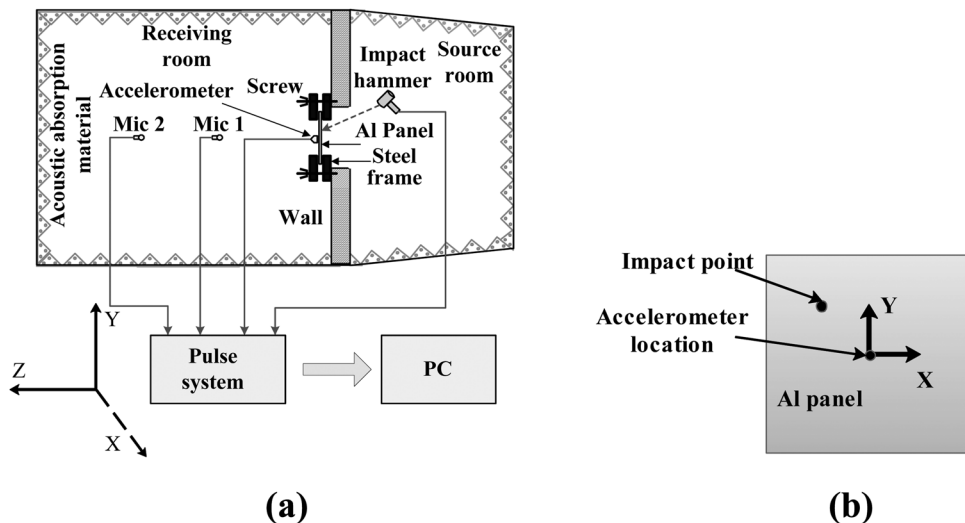 Receiving
room
Source
room
Impact
hammer
Screw
Accelerometer
Mic 2
Mic 1
Acoustic absorption
material
Al Panel
Steel
frame
Wall
Y
Z
X
Pulse
system
PC
(a)
Impact point
Accelerometer
location
Y
X
Al panel
(b)